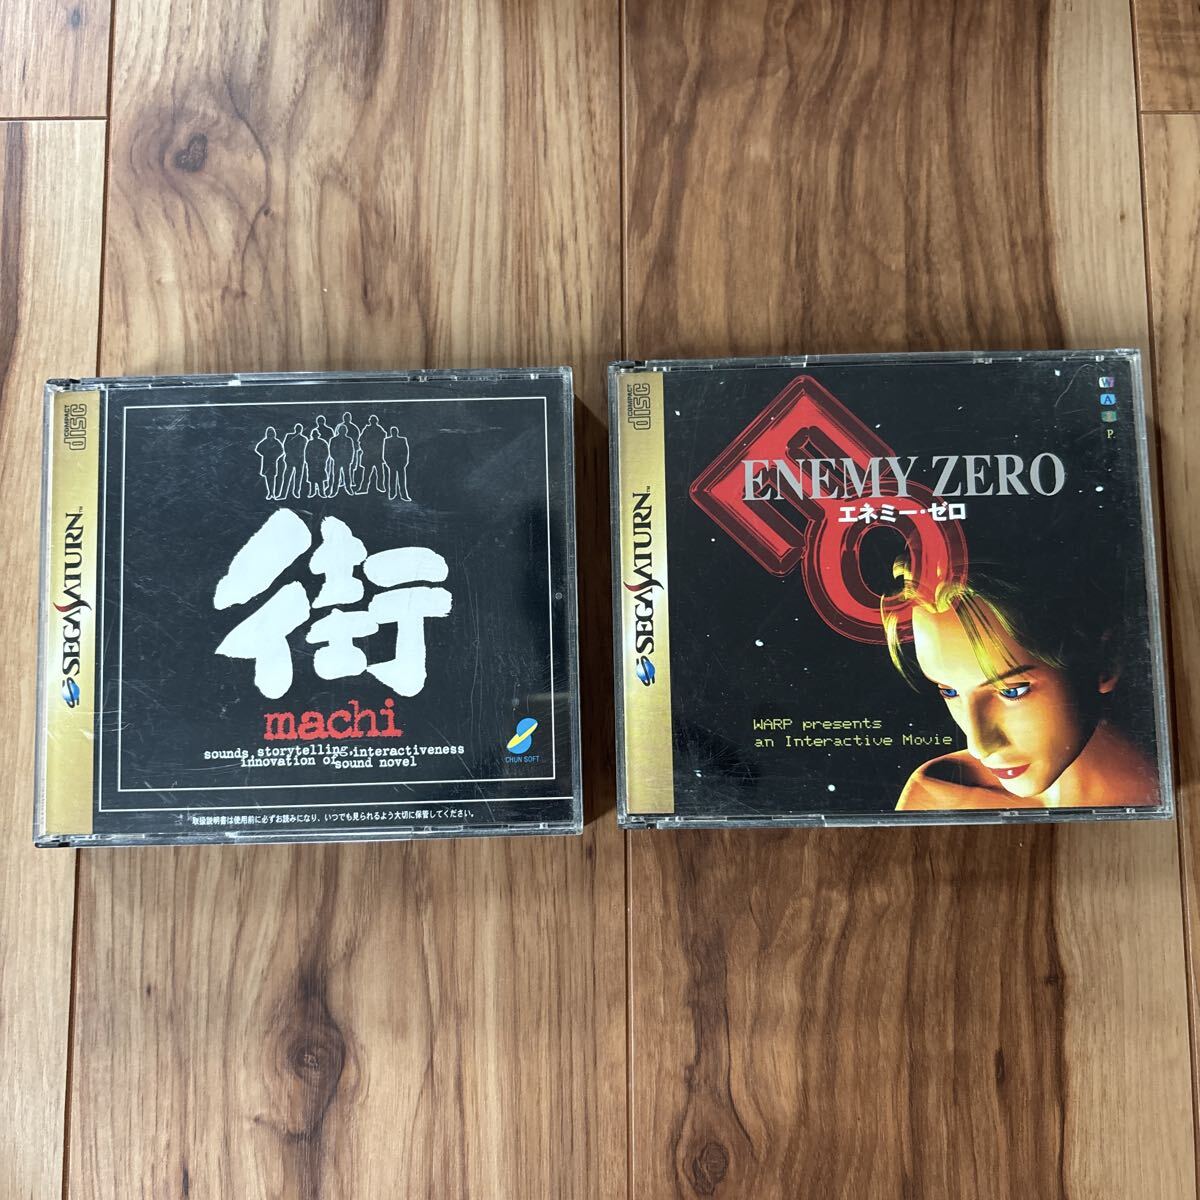 COMPACT
disc
SEGA SATURN™
街
machi
sounds, storytelling, interactiveness
innovation of sound novel
CHUN SOFT
取扱説明書は使用前に必ずお読みになり、いつでも見られるよう大切に保管してください。
COMPACT
disc
SEGA SATURN™
WARP.
ENEMY ZERO
エネミー・ゼロ
WARP presents
an Interactive Movie